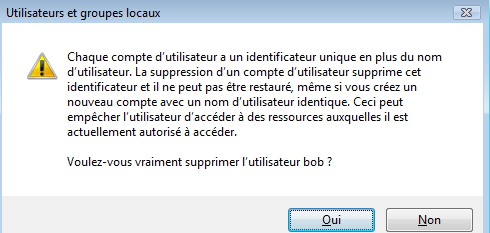 Utilisateurs et groupes locaux
Chaque compte d'utilisateur a un identificateur unique en plus du nom
d'utilisateur. La suppression d'un compte d'utilisateur supprime cet
identificateur et il ne peut pas être restauré, même si vous créez un
nouveau compte avec un nom d'utilisateur identique. Ceci peut
empêcher l'utilisateur d'accéder à des ressources auxquelles il est
actuellement autorisé à accéder.
Voulez-vous vraiment supprimer l'utilisateur bob ?
Oui
Non